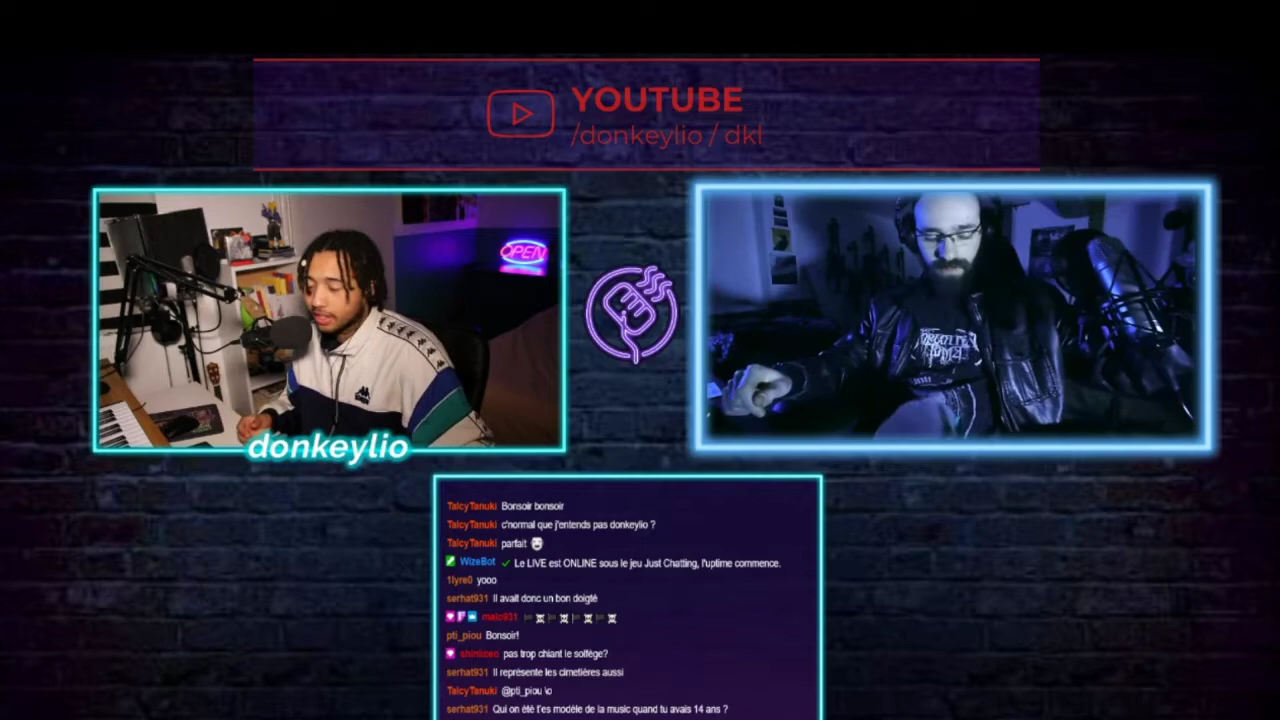 YOUTUBE
/donkeylio / dkl
OPEN
donkeylio
TalcyTanuki Bonsoir bonsoir
TalcyTanuki c'normal que j'entends pas donkeylio ?
TalcyTanuki parfait
WizeBot Le LIVE est ONLINE sous le jeu Just Chatting, l'uptime commence.
1lyre0 yooo
serhat931 Il avait donc un bon doigté
malo931
pti_piou Bonsoir!
pas trop chiant le solfège?
serhat931 Il représente les cimetières aussi
TalcyTanuki @pti_piou \o
serhat931 Qui on été t'es modèle de la music quand tu avais 14 ans ?